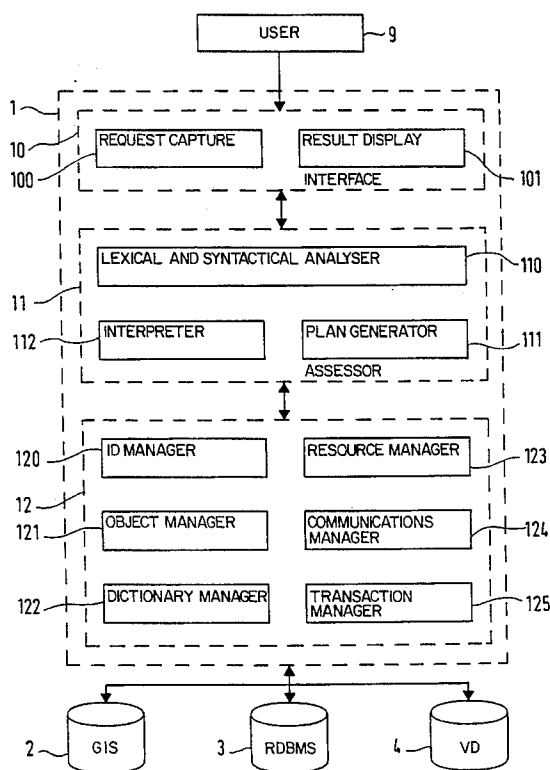 USER
9
1
10
REQUEST CAPTURE
RESULT DISPLAY
100
INTERFACE
101
LEXICAL AND SYNTACTICAL ANALYSER
110
11
INTERPRETER
PLAN GENERATOR
112
111
ASSESSOR
120
ID MANAGER
RESOURCE MANAGER
123
12
OBJECT MANAGER
COMMUNICATIONS
MANAGER
121
124
DICTIONARY MANAGER
TRANSACTION
MANAGER
122
125
2
GIS
3
RDBMS
4
VD